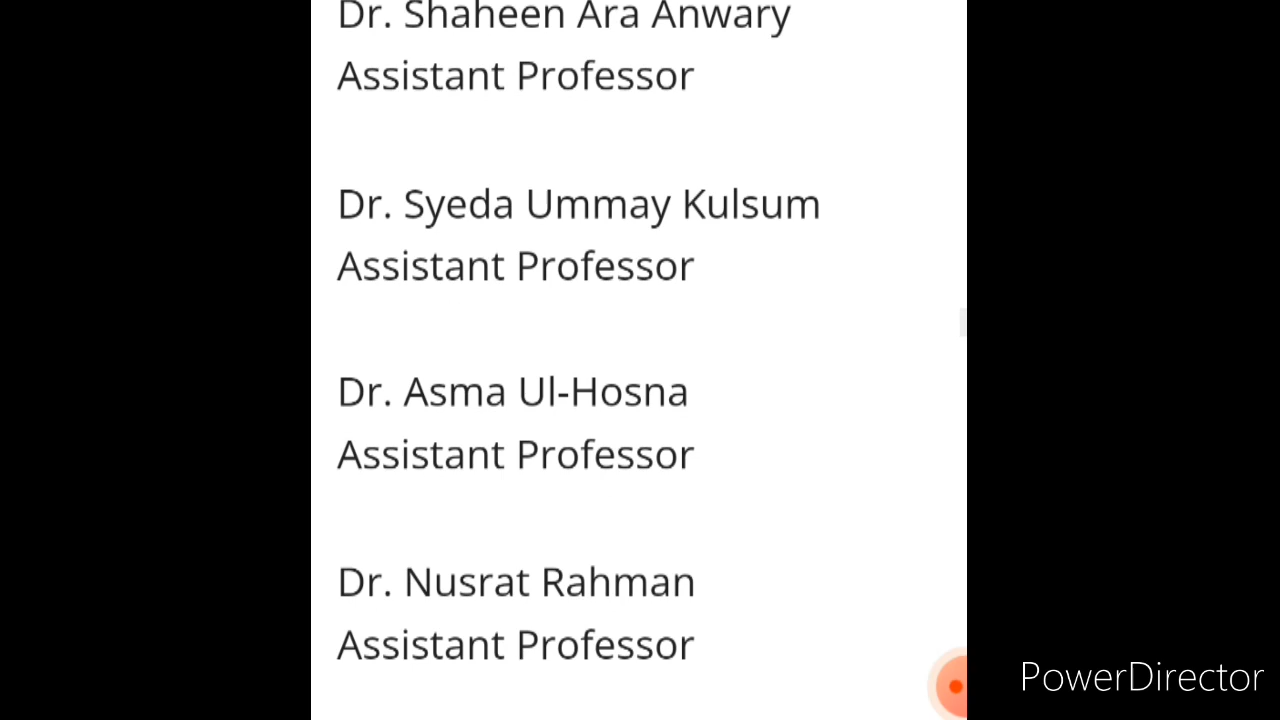 Dr. Shaheen Ara Anwary
Assistant Professor
Dr. Syeda Ummay Kulsum
Assistant Professor
Dr. Asma Ul-Hosna
Assistant Professor
Dr. Nusrat Rahman
Assistant Professor
PowerDirector